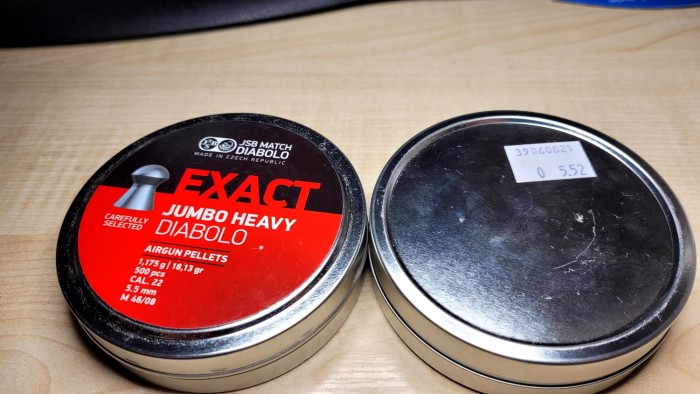 JSB MATCH
DIABOLO
MADE IN CZECH REPUBLIC
EXACT
JUMBO HEAVY
DIABOLO
CAREFULLY
SELECTED
AIRGUN PELLETS
1,175 g | 18,13 gr
500 pcs
CAL. 22
5.5 mm
M 46/08
39060021
0 5.52